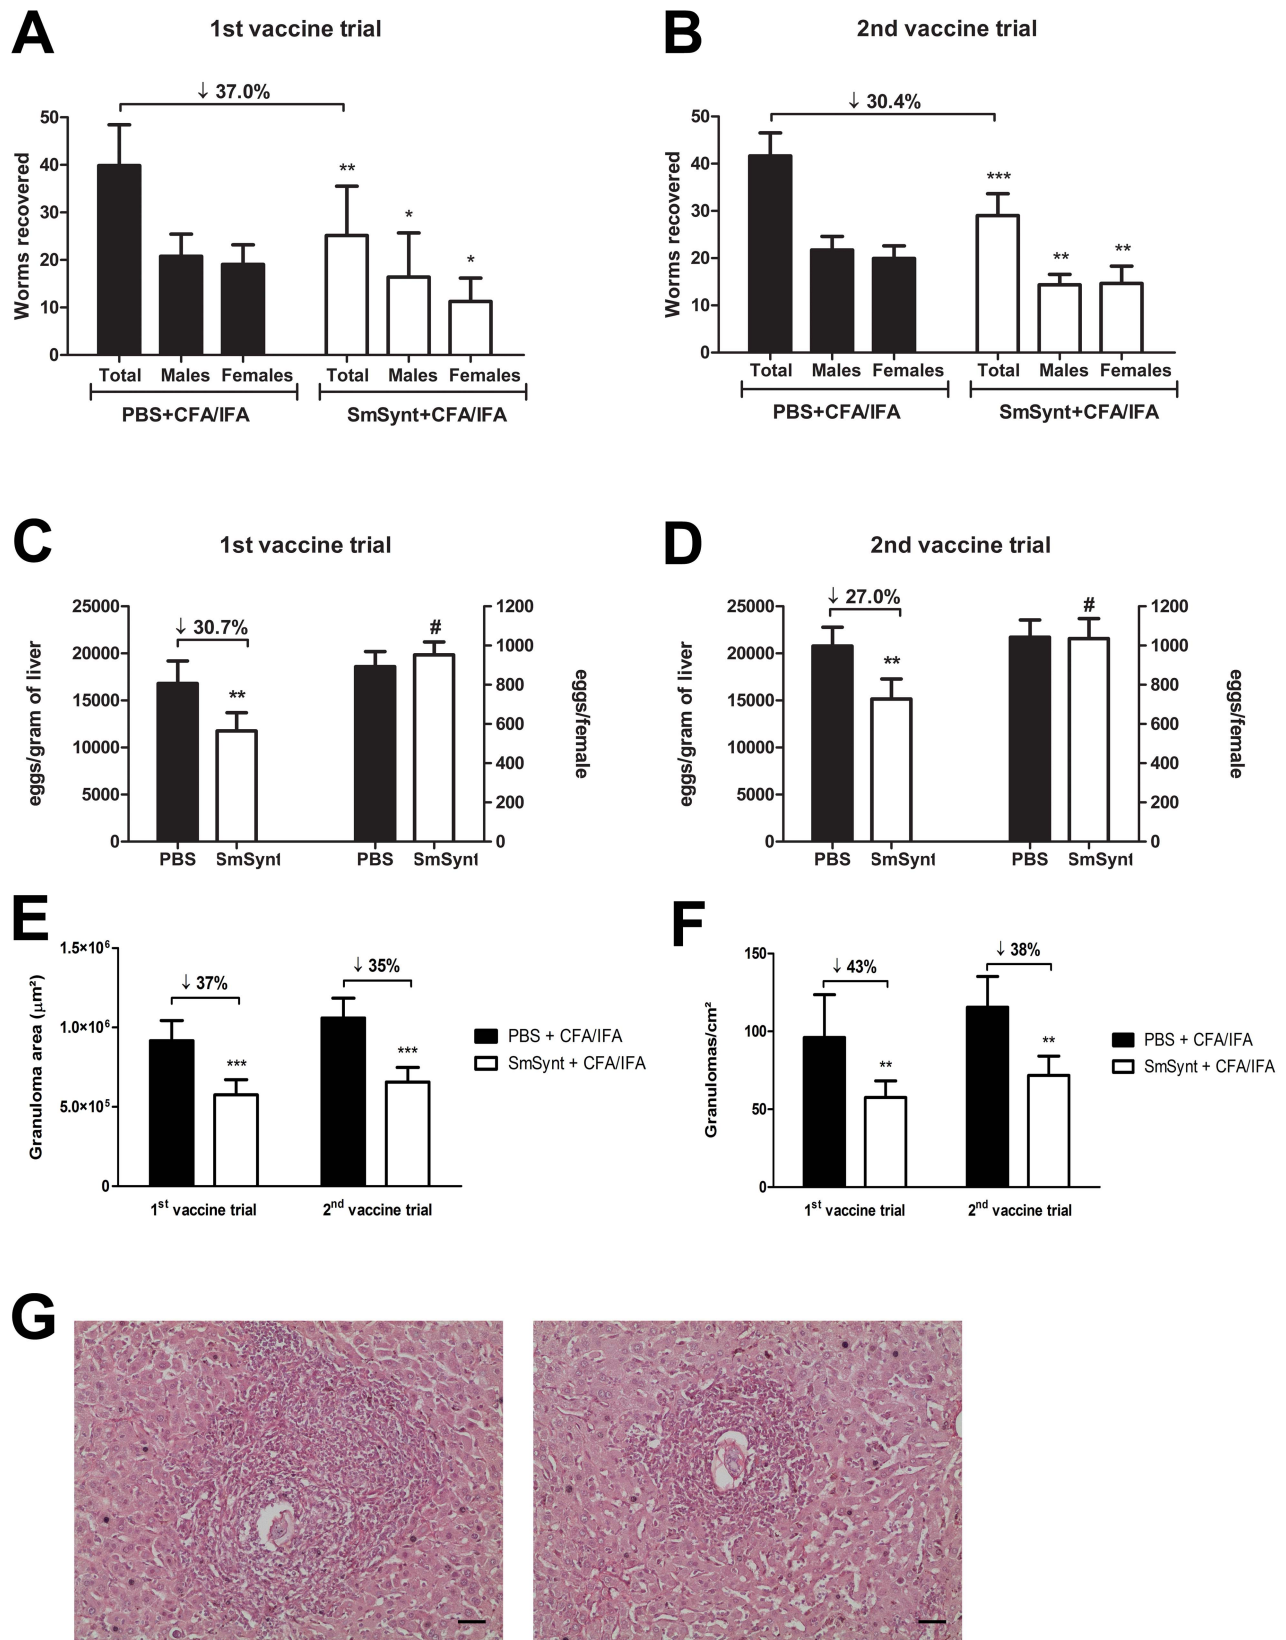 A
1st vaccine trial
↓ 37.0%
Worms recovered
50
40
30
20
10
0
**
*
*
Total Males Females Total Males Females
PBS+CFA/IFA SmSynt+CFA/IFA
B
2nd vaccine trial
↓ 30.4%
Worms recovered
50
40
30
20
10
0
***
**
**
Total Males Females Total Males Females
PBS+CFA/IFA SmSynt+CFA/IFA
C
1st vaccine trial
↓ 30.7%
eggs/gram of liver
25000
20000
15000
10000
5000
0
**
#
1200
1000
800
600
400
200
0
eggs/female
PBS SmSynt PBS SmSynt
D
2nd vaccine trial
↓ 27.0%
eggs/gram of liver
25000
20000
15000
10000
5000
0
**
#
1200
1000
800
600
400
200
0
eggs/female
PBS SmSynt PBS SmSynt
E
Granuloma area (µm²)
1.5×10⁶
1.0×10⁶
5.0×10⁵
0
↓ 37%
***
↓ 35%
***
1st vaccine trial 2nd vaccine trial
PBS + CFA/IFA
SmSynt + CFA/IFA
F
Granulomas/cm²
150
100
50
0
↓ 43%
**
↓ 38%
**
1st vaccine trial 2nd vaccine trial
PBS + CFA/IFA
SmSynt + CFA/IFA
G